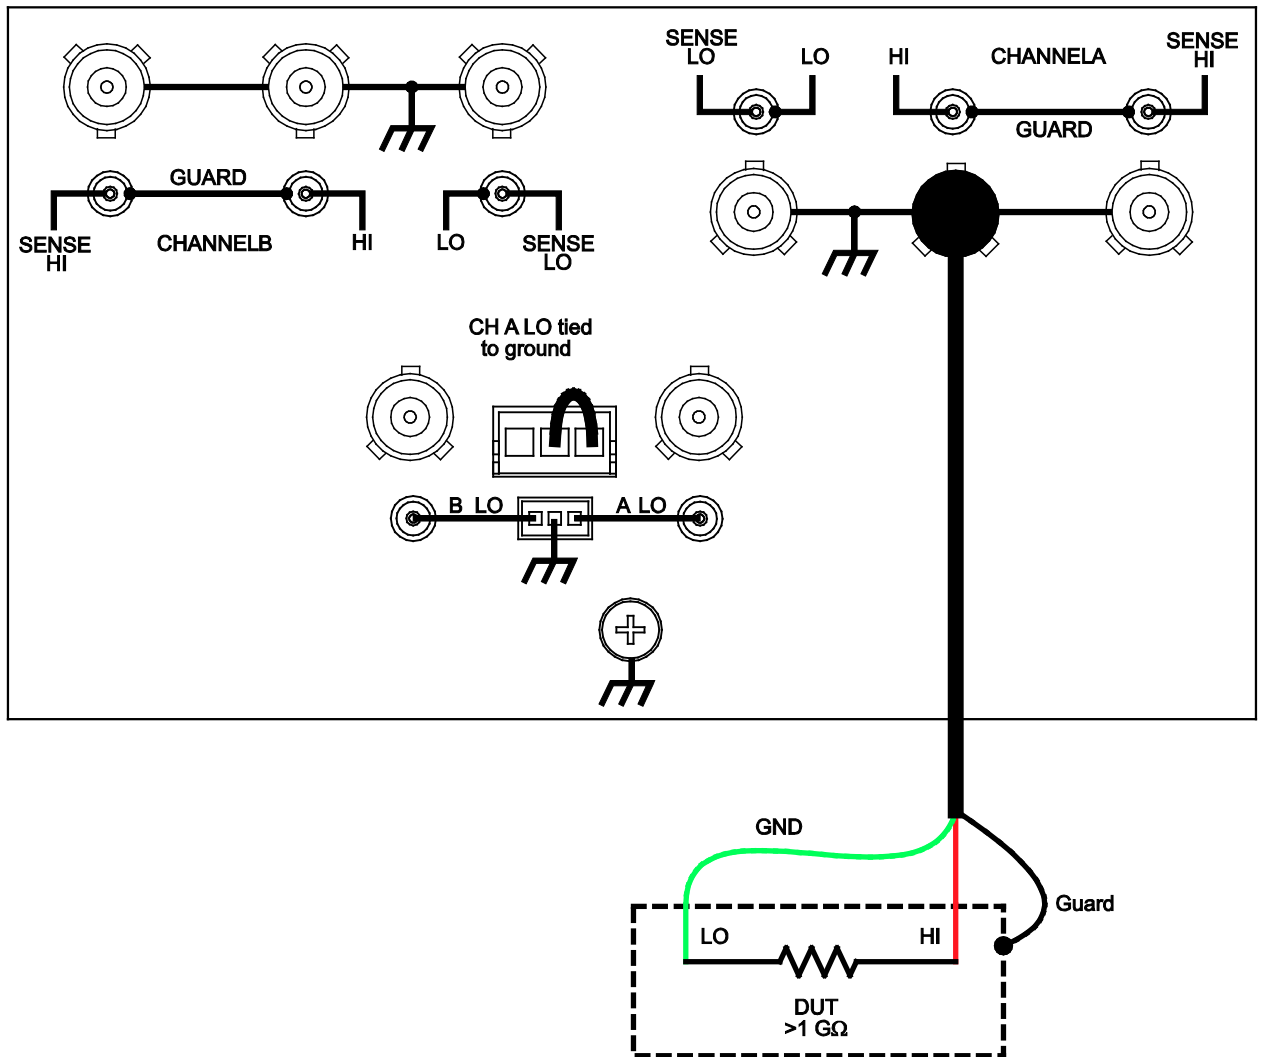 SENSE
LO
LO
HI
CHANNELA
SENSE
HI
GUARD
GUARD
SENSE
HI
CHANNELB
HI
LO
SENSE
LO
CH A LO tied
to ground
B LO
A LO
GND
Guard
LO
HI
DUT
>1 GΩ